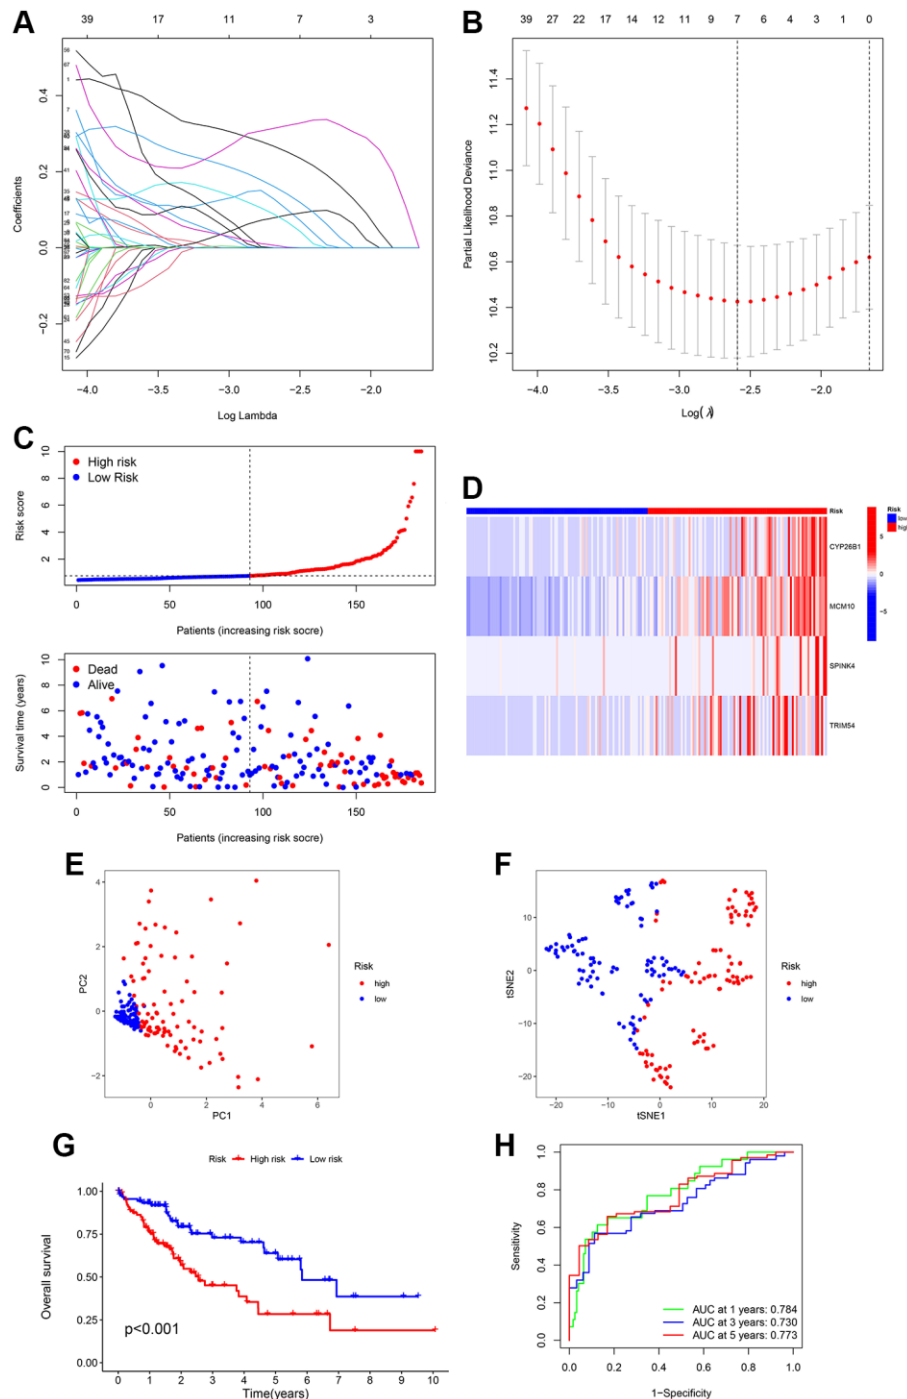 A
39 17 11 7 3
0.4
0.2
0.0
−0.2
Coefficients
−4.0 −3.5 −3.0 −2.5 −2.0
Log Lambda
B
39 27 22 17 14 12 11 9 7 6 4 3 1 0
11.4
11.2
11.0
10.8
10.6
10.4
10.2
Partial Likelihood Deviance
−4.0 −3.5 −3.0 −2.5 −2.0
Log(λ)
C
High risk
Low Risk
10
8
6
4
2
Risk score
0 50 100 150
Patients (increasing risk socre)
Dead
Alive
10
8
6
4
2
0
Survival time (years)
0 50 100 150
Patients (increasing risk socre)
D
Risk
CYP26B1
MCM10
SPINK4
TRIM54
5
0
−5
Risk
low
high
E
4
2
0
−2
PC2
0 2 4 6
PC1
Risk
high
low
F
10
0
−10
−20
tSNE2
−20 −10 0 10 20
tSNE1
Risk
high
low
G
Risk High risk Low risk
1.00
0.75
0.50
0.25
0.00
Overall survival
p<0.001
0 1 2 3 4 5 6 7 8 9 10
Time(years)
H
1.0
0.8
0.6
0.4
0.2
0.0
Sensitivity
AUC at 1 years: 0.784
AUC at 3 years: 0.730
AUC at 5 years: 0.773
0.0 0.2 0.4 0.6 0.8 1.0
1−Specificity